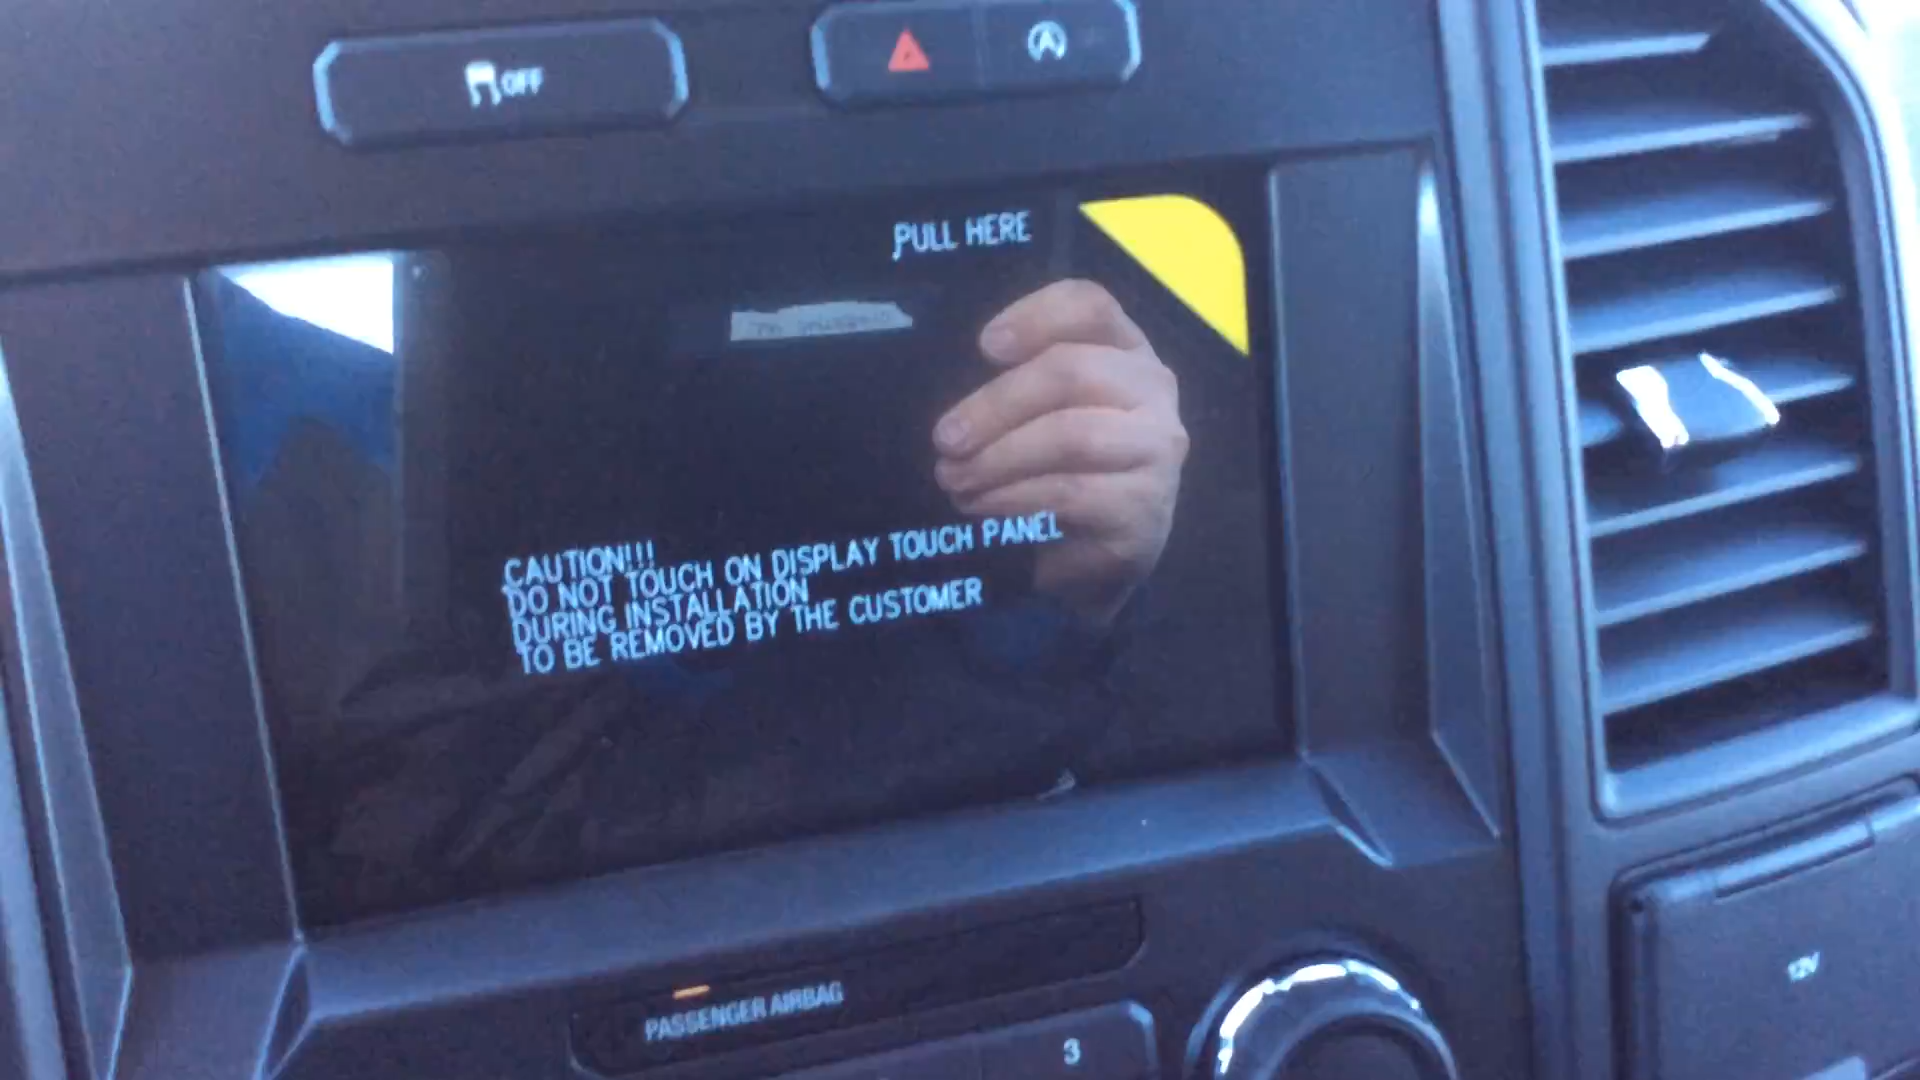 OFF
A
PULL HERE
CAUTION!!!
DO NOT TOUCH ON DISPLAY TOUCH PANEL
DURING INSTALLATION
TO BE REMOVED BY THE CUSTOMER
PASSENGER AIRBAG
3
12V